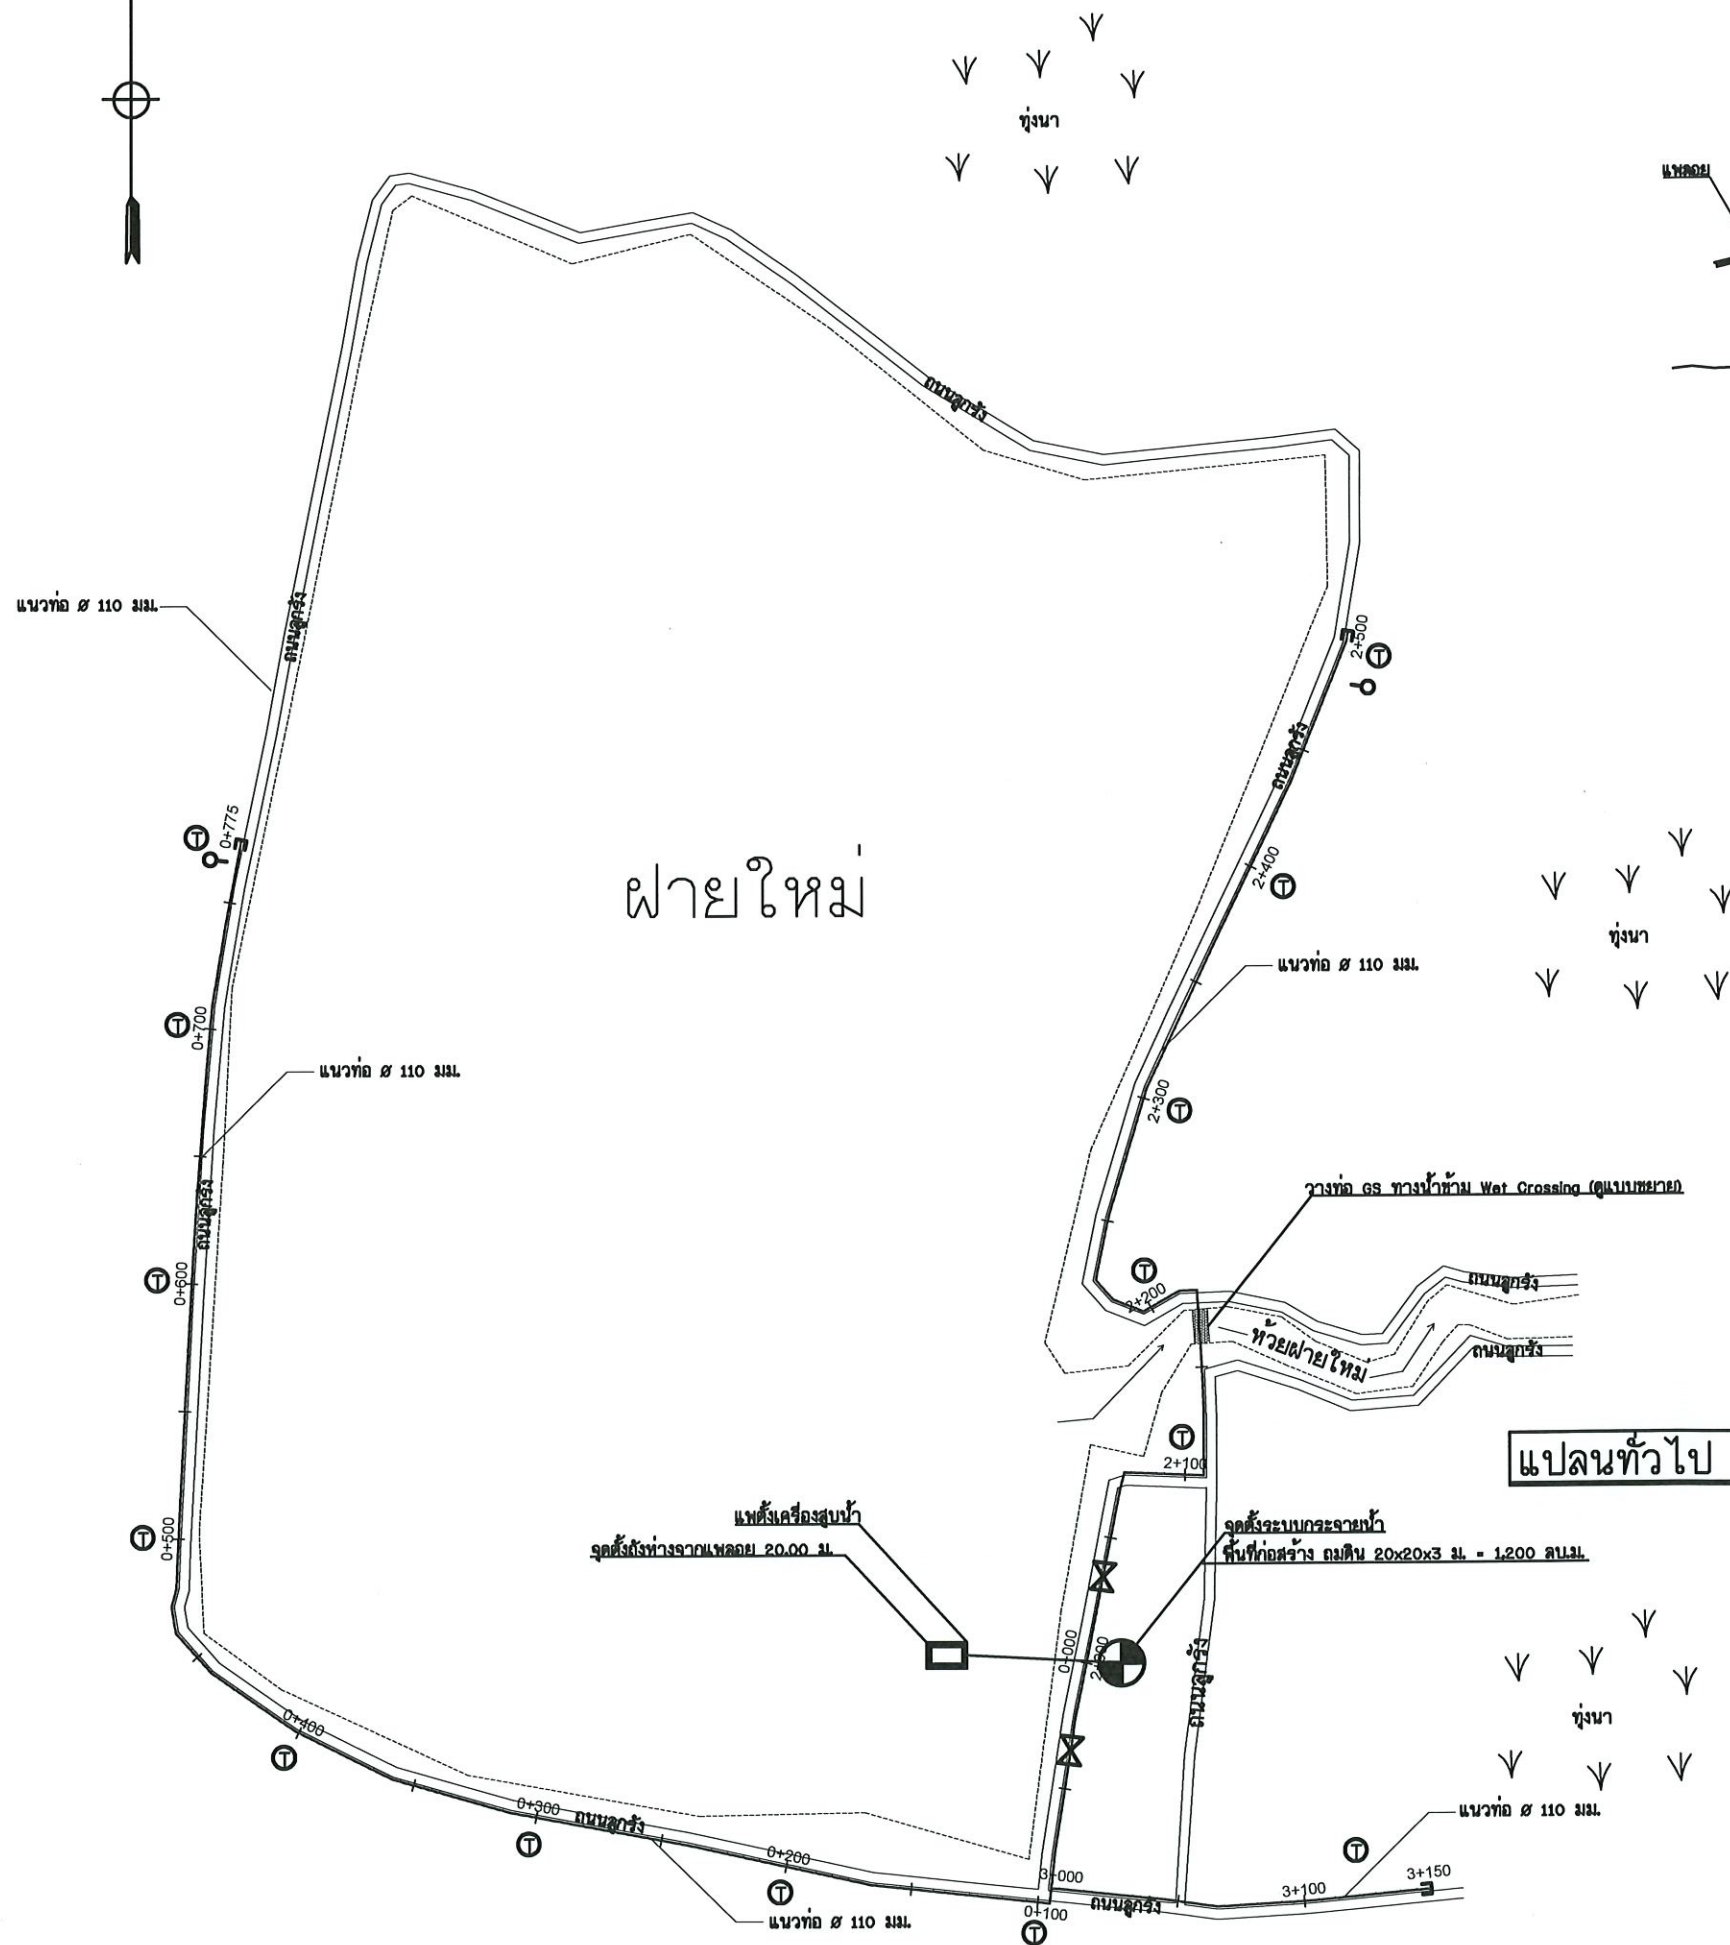 ทุ่งนา
แพลอย
ถนนลูกรัง
แนวท่อ ø 110 มม.
ถนนลูกรัง
2+500
T
ถนนลูกรัง
T
0+775
ฝายใหม่
2+400
T
ทุ่งนา
แนวท่อ ø 110 มม.
T
0+700
แนวท่อ ø 110 มม.
2+300
T
ถนนลูกรัง
วางท่อ GS ทางน้ำข้าม Wet Crossing (ดูแบบขยาย)
T
0+600
T
2+200
ถนนลูกรัง
ห้วยฝายใหม่
ถนนลูกรัง
T
2+100
แปลนทั่วไป
T
0+500
แพตั้งเครื่องสูบน้ำ
จุดตั้งถังห่างจากแพลอย 20.00 ม.
จุดตั้งระบบกระจายน้ำ
พื้นที่ก่อสร้าง ถมดิน 20x20x3 ม. = 1,200 ลบ.ม.
0+000
2+000
ถนนลูกรัง
0+400
T
ทุ่งนา
0+300
ถนนลูกรัง
T
แนวท่อ ø 110 มม.
0+200
T
T
3+000
3+100
3+150
ถนนลูกรัง
0+100
T
แนวท่อ ø 110 มม.